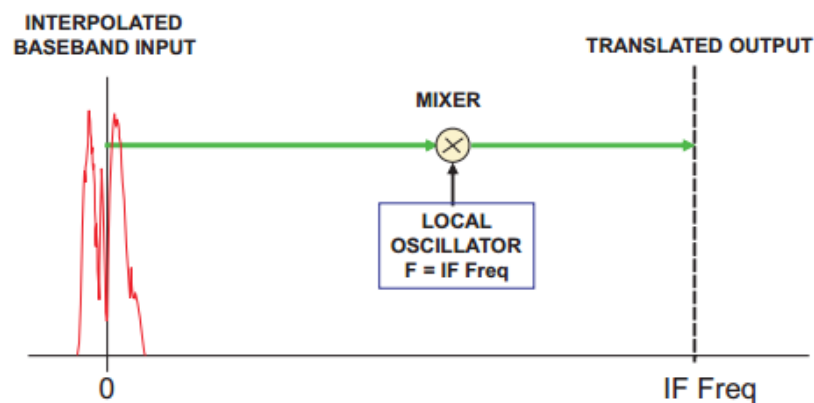 INTERPOLATED
BASEBAND INPUT
TRANSLATED OUTPUT
MIXER
LOCAL
OSCILLATOR
F = IF Freq
0
IF Freq